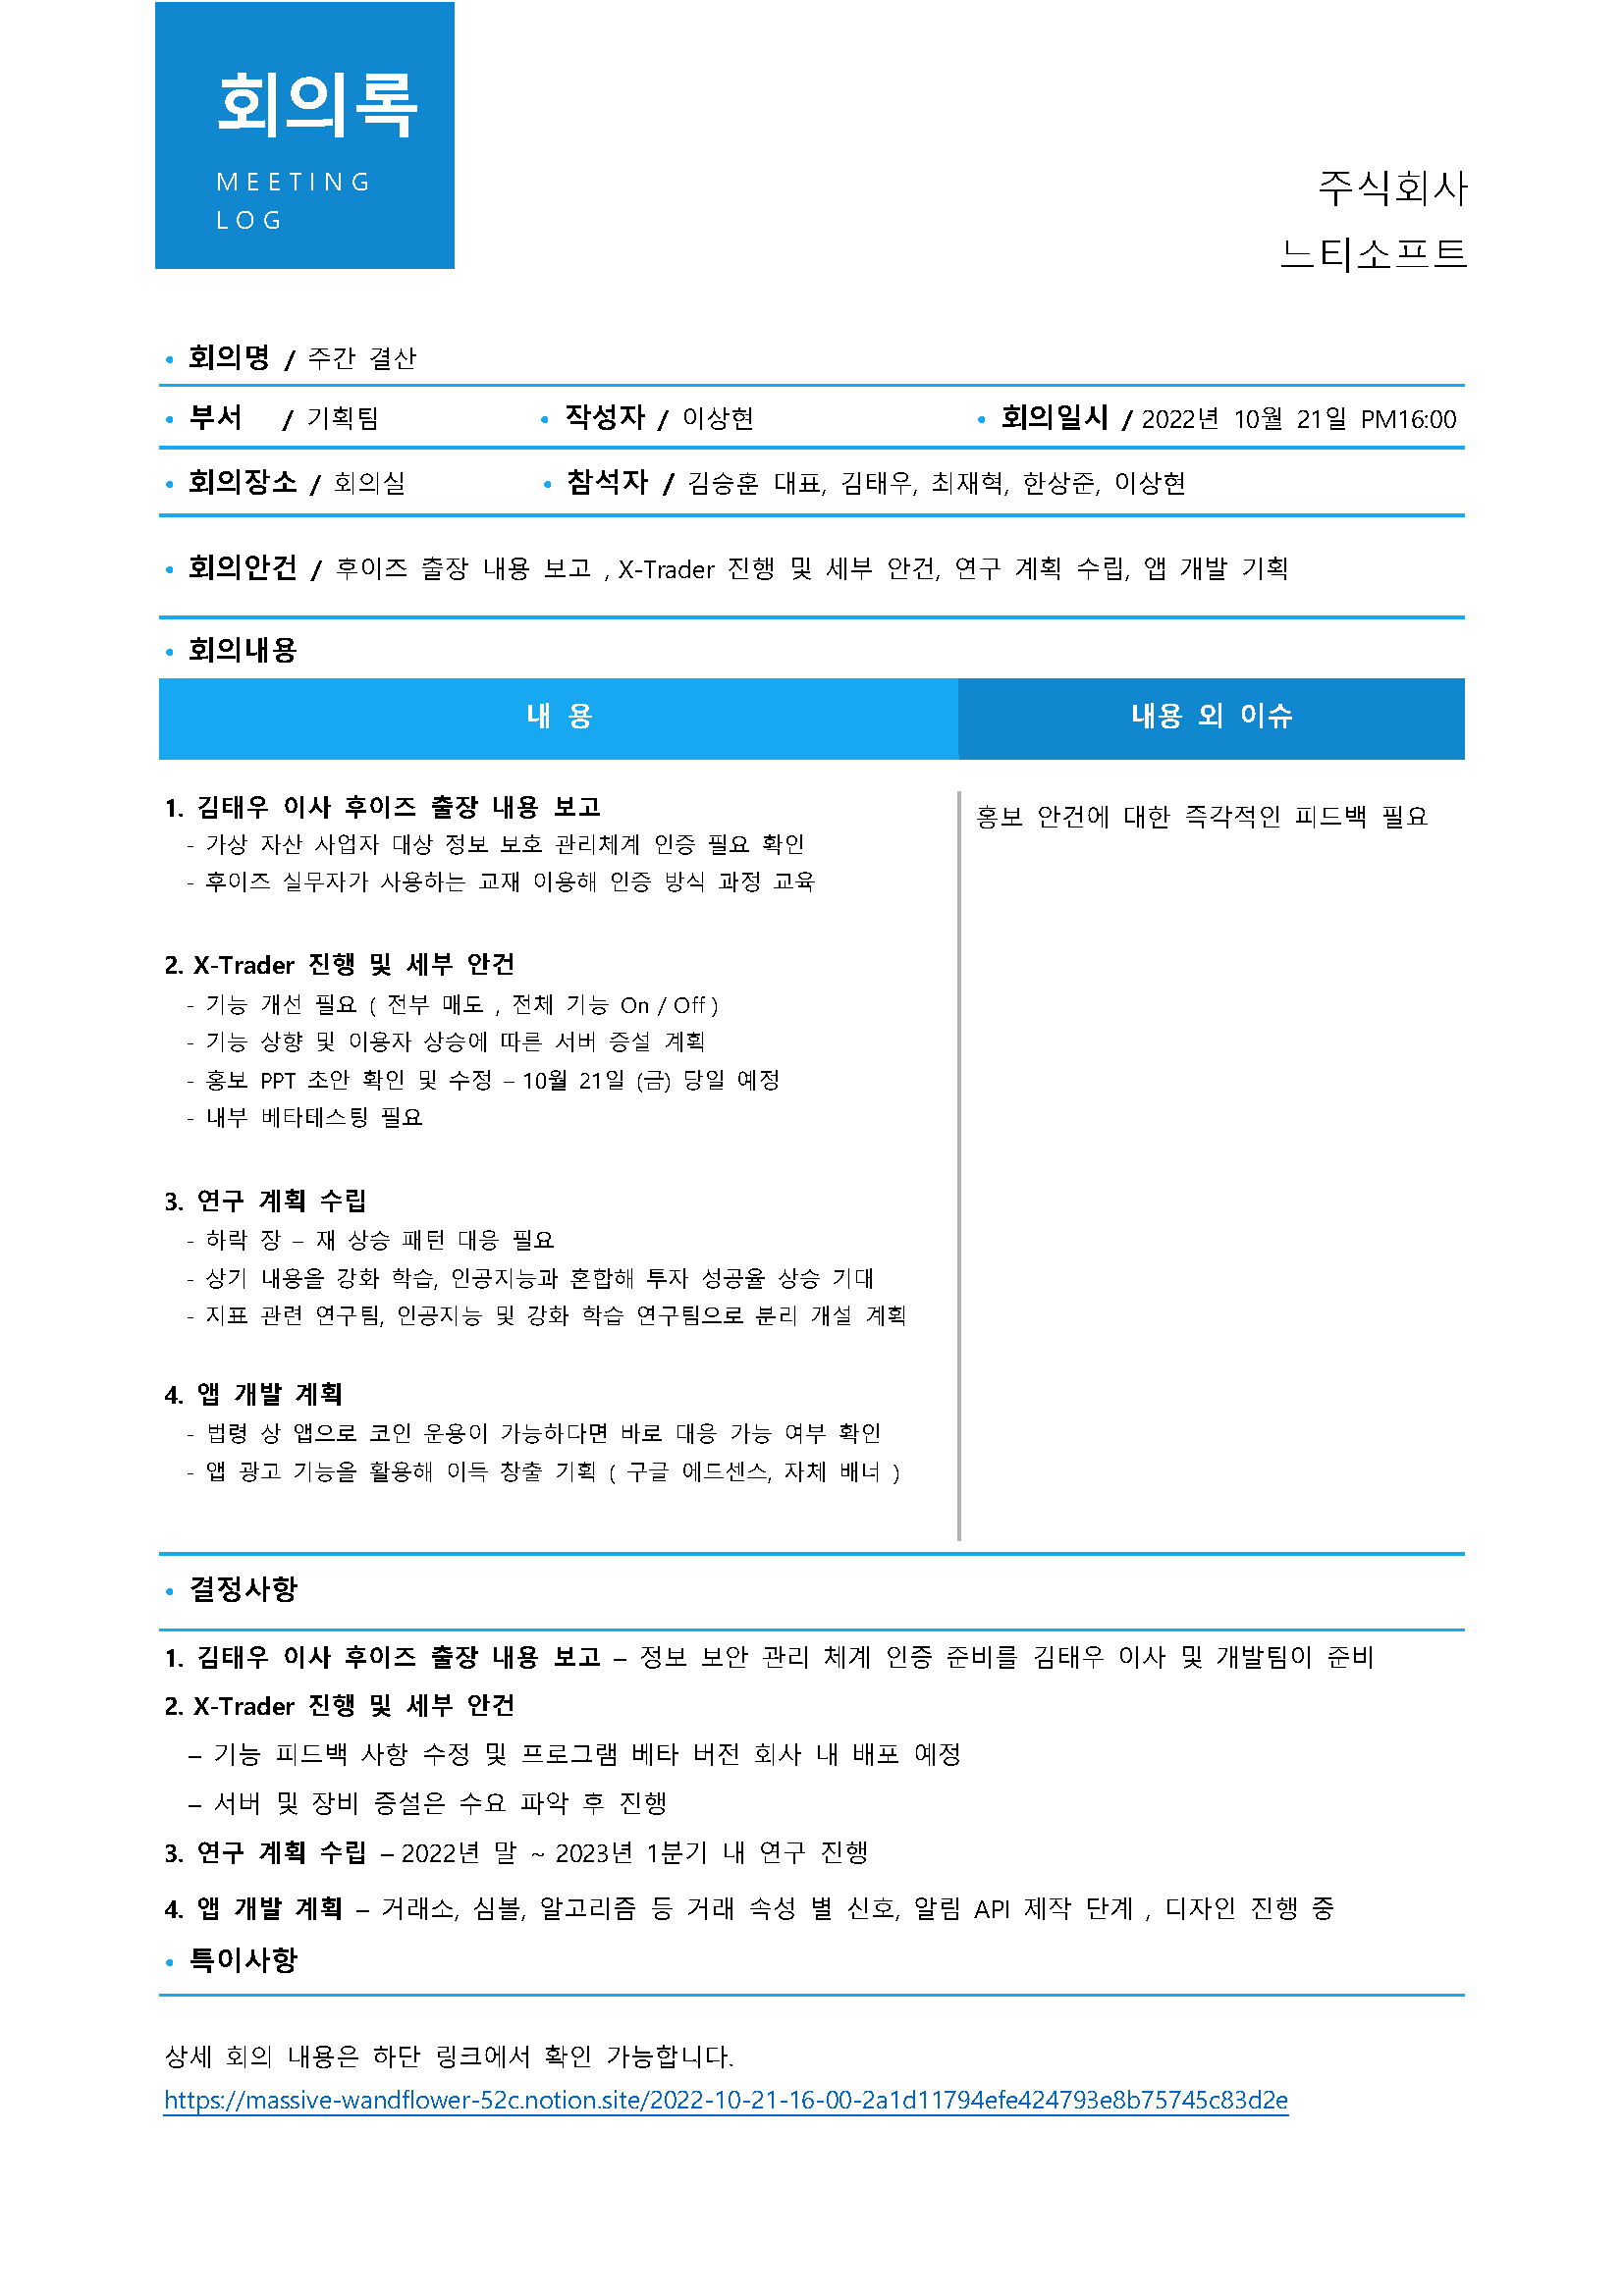 회의록
MEETING
LOG
주식회사
느티소프트
• 회의명 / 주간 결산
• 부서 / 기획팀 • 작성자 / 이상현 • 회의일시 / 2022년 10월 21일 PM16:00
• 회의장소 / 회의실 • 참석자 / 김승훈 대표, 김태우, 최재혁, 한상준, 이상현
• 회의안건 / 후이즈 출장 내용 보고 , X-Trader 진행 및 세부 안건, 연구 계획 수립, 앱 개발 기획
• 회의내용
내 용 내용 외 이슈
1. 김태우 이사 후이즈 출장 내용 보고
- 가상 자산 사업자 대상 정보 보호 관리체계 인증 필요 확인
- 후이즈 실무자가 사용하는 교재 이용해 인증 방식 과정 교육
2. X-Trader 진행 및 세부 안건
- 기능 개선 필요 ( 전부 매도 , 전체 기능 On / Off )
- 기능 상향 및 이용자 상승에 따른 서버 증설 계획
- 홍보 PPT 초안 확인 및 수정 – 10월 21일 (금) 당일 예정
- 내부 베타테스팅 필요
3. 연구 계획 수립
- 하락 장 – 재 상승 패턴 대응 필요
- 상기 내용을 강화 학습, 인공지능과 혼합해 투자 성공율 상승 기대
- 지표 관련 연구팀, 인공지능 및 강화 학습 연구팀으로 분리 개설 계획
4. 앱 개발 계획
- 법령 상 앱으로 코인 운용이 가능하다면 바로 대응 가능 여부 확인
- 앱 광고 기능을 활용해 이득 창출 기획 ( 구글 에드센스, 자체 배너 )
홍보 안건에 대한 즉각적인 피드백 필요
• 결정사항
1. 김태우 이사 후이즈 출장 내용 보고 – 정보 보안 관리 체계 인증 준비를 김태우 이사 및 개발팀이 준비
2. X-Trader 진행 및 세부 안건
– 기능 피드백 사항 수정 및 프로그램 베타 버전 회사 내 배포 예정
– 서버 및 장비 증설은 수요 파악 후 진행
3. 연구 계획 수립 – 2022년 말 ~ 2023년 1분기 내 연구 진행
4. 앱 개발 계획 – 거래소, 심볼, 알고리즘 등 거래 속성 별 신호, 알림 API 제작 단계 , 디자인 진행 중
• 특이사항
상세 회의 내용은 하단 링크에서 확인 가능합니다.
https://massive-wandflower-52c.notion.site/2022-10-21-16-00-2a1d11794efe424793e8b75745c83d2e